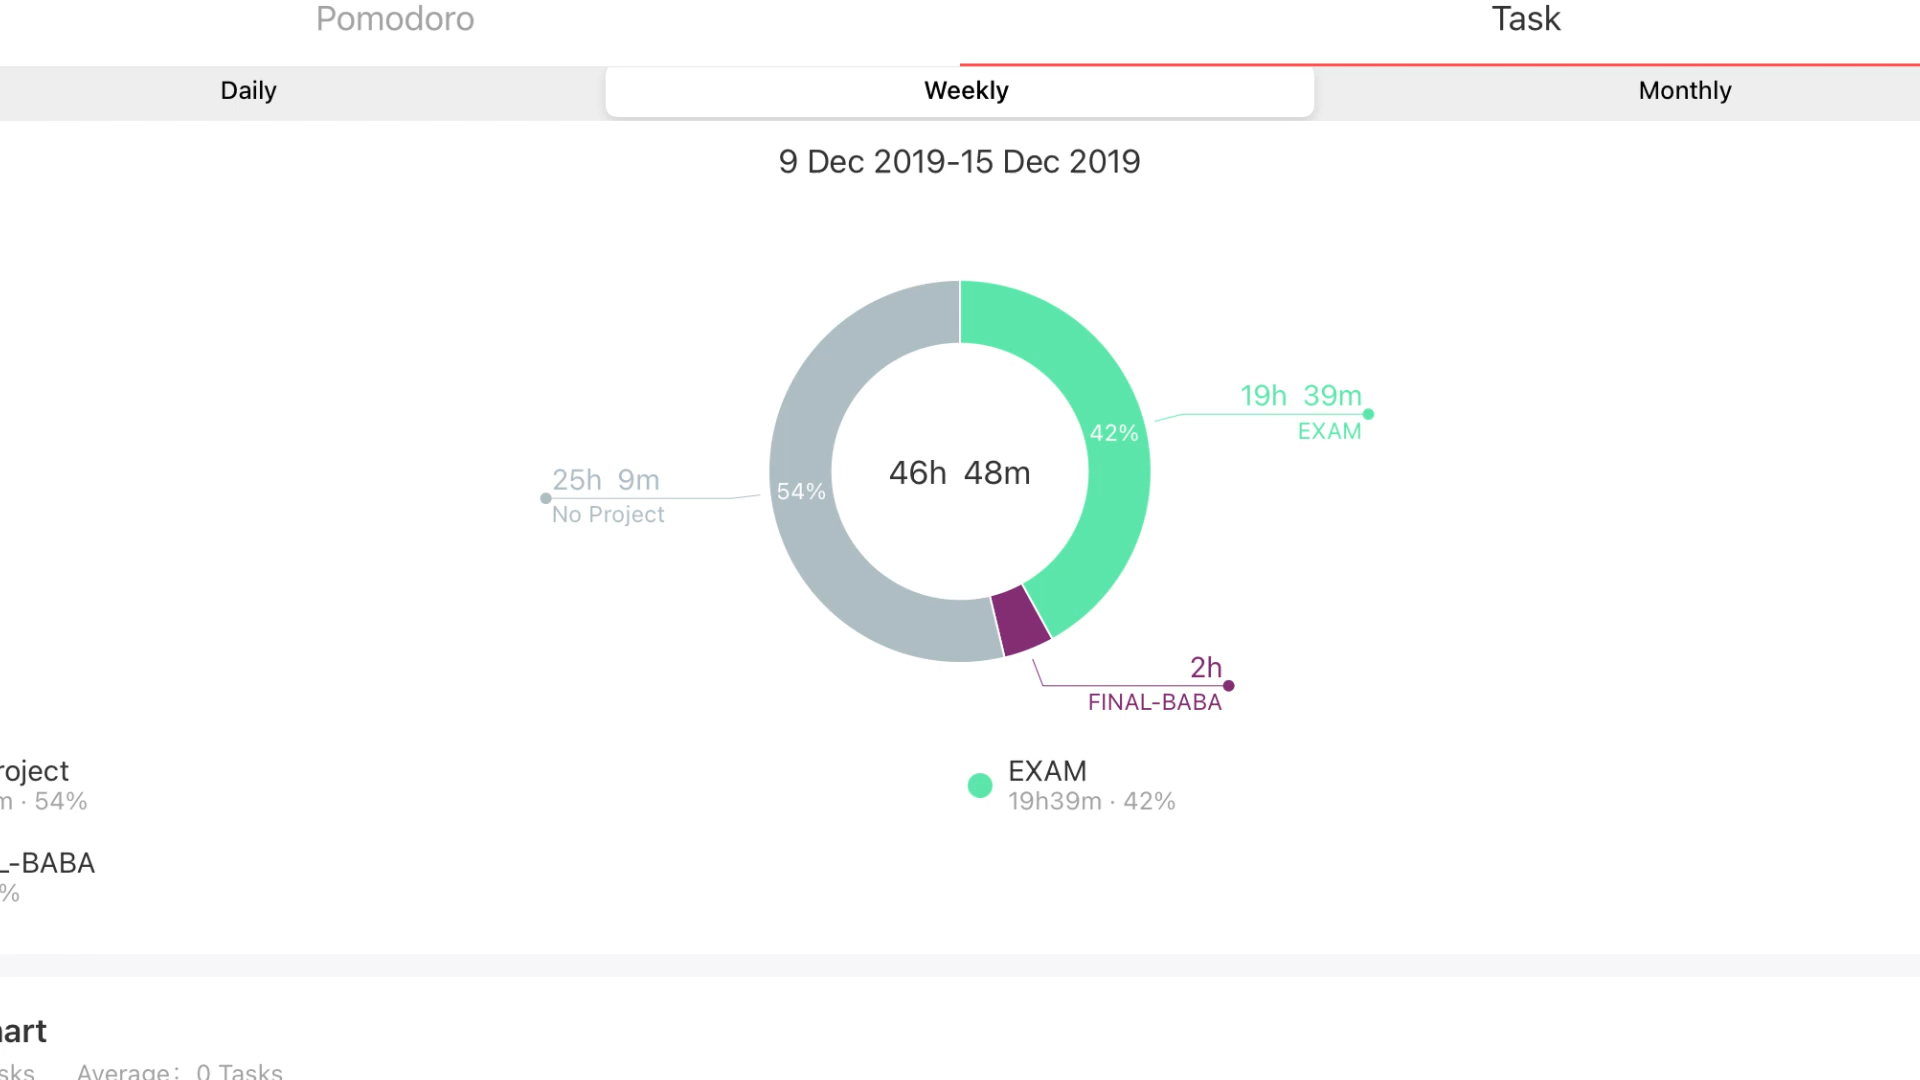 Pomodoro Task
Daily Weekly Monthly
9 Dec 2019-15 Dec 2019
19h 39m
EXAM
42%
46h 48m
25h 9m
54%
No Project
2h
FINAL-BABA
roject EXAM
m · 54% 19h39m · 42%
L-BABA
%
art
sks Average: 0 Tasks